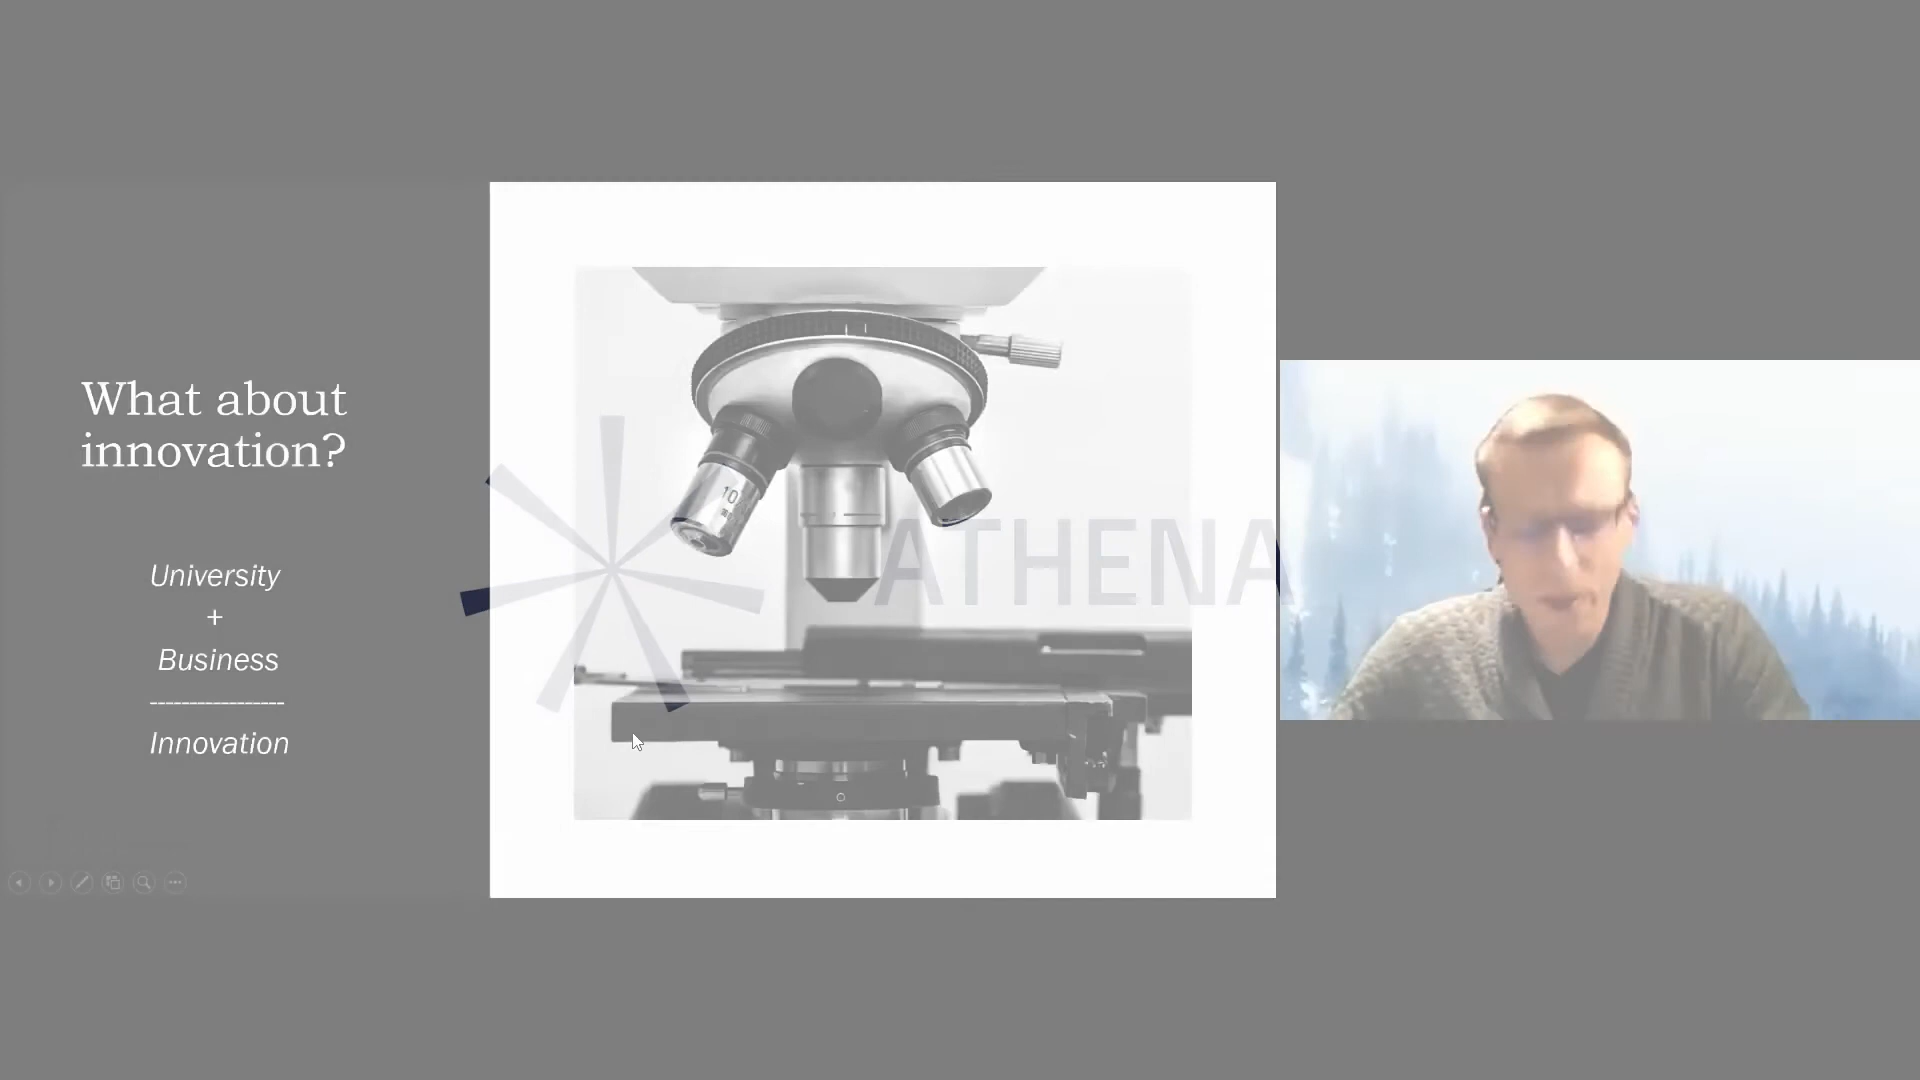 What about
innovation?
University
+
Business
-----------------
Innovation
10
ATHENA